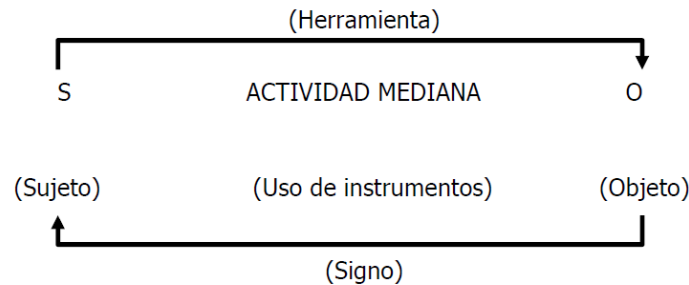 (Herramienta)
S ACTIVIDAD MEDIANA O
(Sujeto) (Uso de instrumentos) (Objeto)
(Signo)